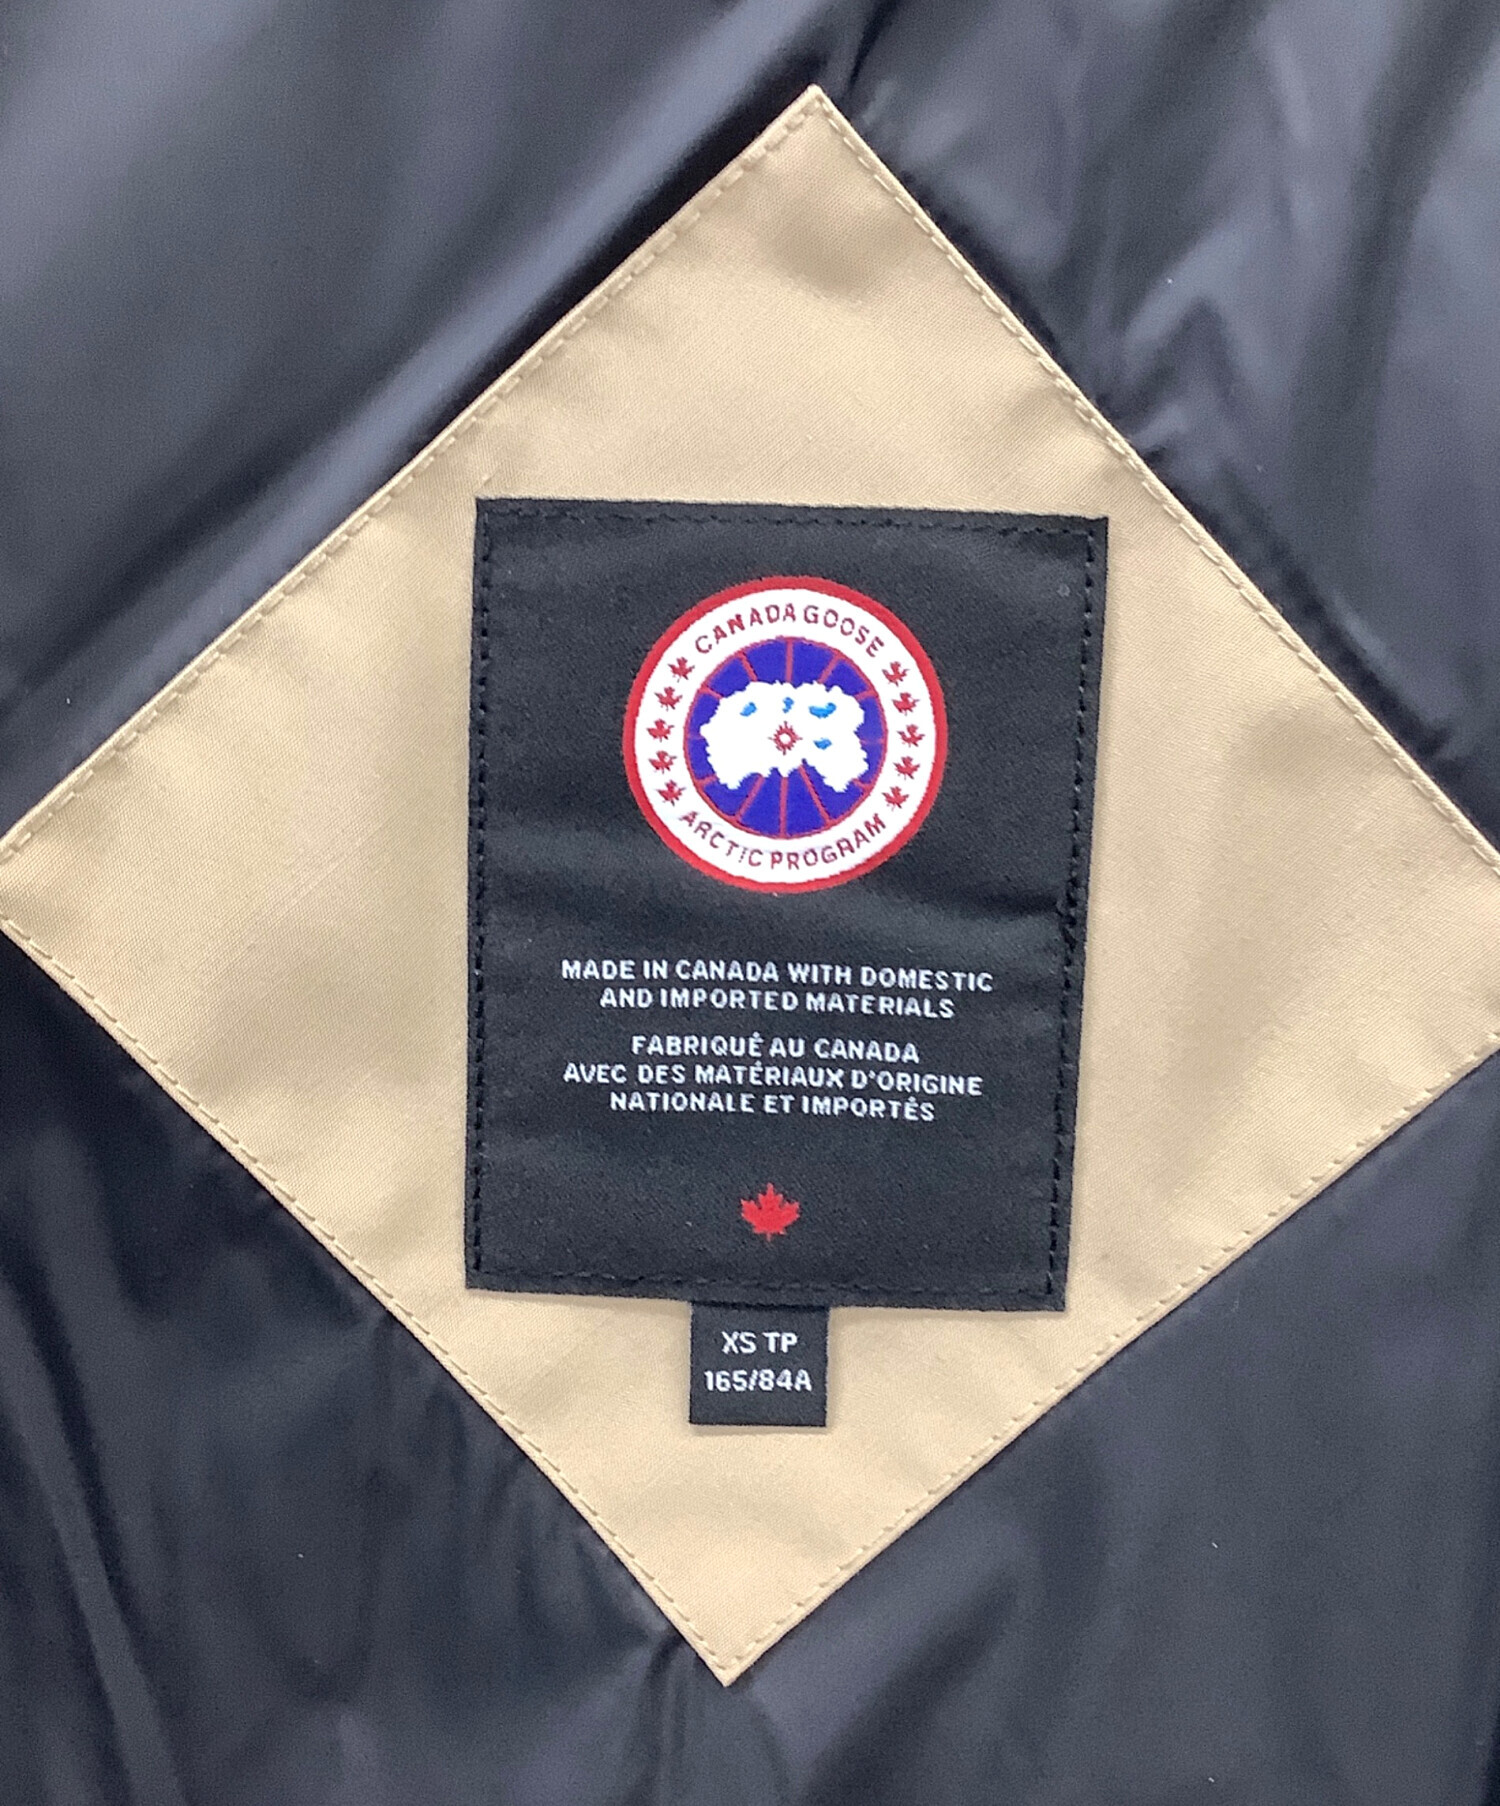 CANADA GOOSE
ARCTIC PROGRAM
MADE IN CANADA WITH DOMESTIC
AND IMPORTED MATERIALS
FABRIQUÉ AU CANADA
AVEC DES MATÉRIAUX D'ORIGINE
NATIONALE ET IMPORTÉS
XS TP
165/84A